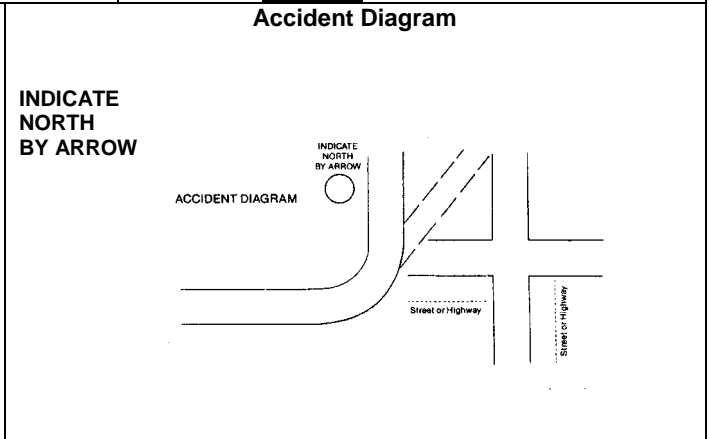 Accident Diagram
INDICATE
NORTH
BY ARROW
INDICATE
NORTH
BY ARROW
ACCIDENT DIAGRAM
Street or Highway
Street or Highway